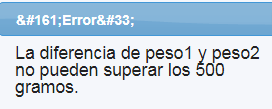 &#161;Error&#33;
La diferencia de peso1 y peso2
no pueden superar los 500
gramos.